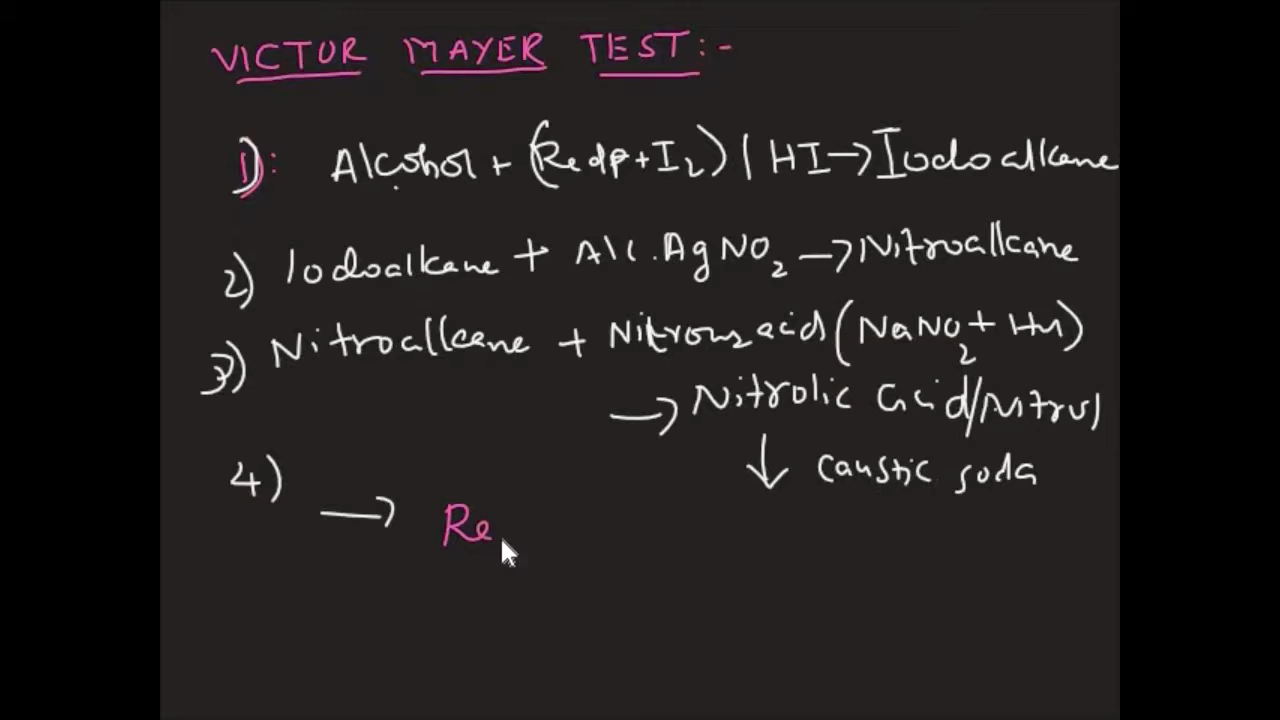 VICTOR MAYER TEST:-
1): Alcohol + (Red P + I₂) | HI → Iodoalkane
2) Iodoalkane + Alc. AgNO₂ → Nitroalkane
3) Nitroalkane + Nitrous acid (NaNO₂ +
→ Nitrolic acid/Nitrol
↓ caustic soda
4) → Re